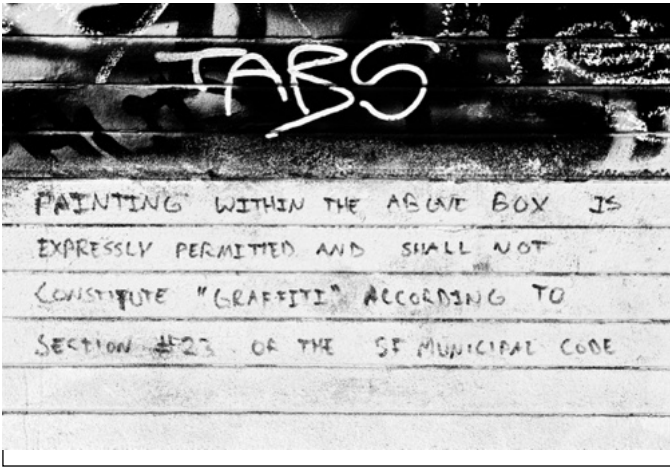 TABS
PAINTING WITHIN THE ABOVE BOX IS
EXPRESSLY PERMITTED AND SHALL NOT
CONSTITUTE "GRAFFITI" ACCORDING TO
SECTION #23 OF THE SF MUNICIPAL CODE